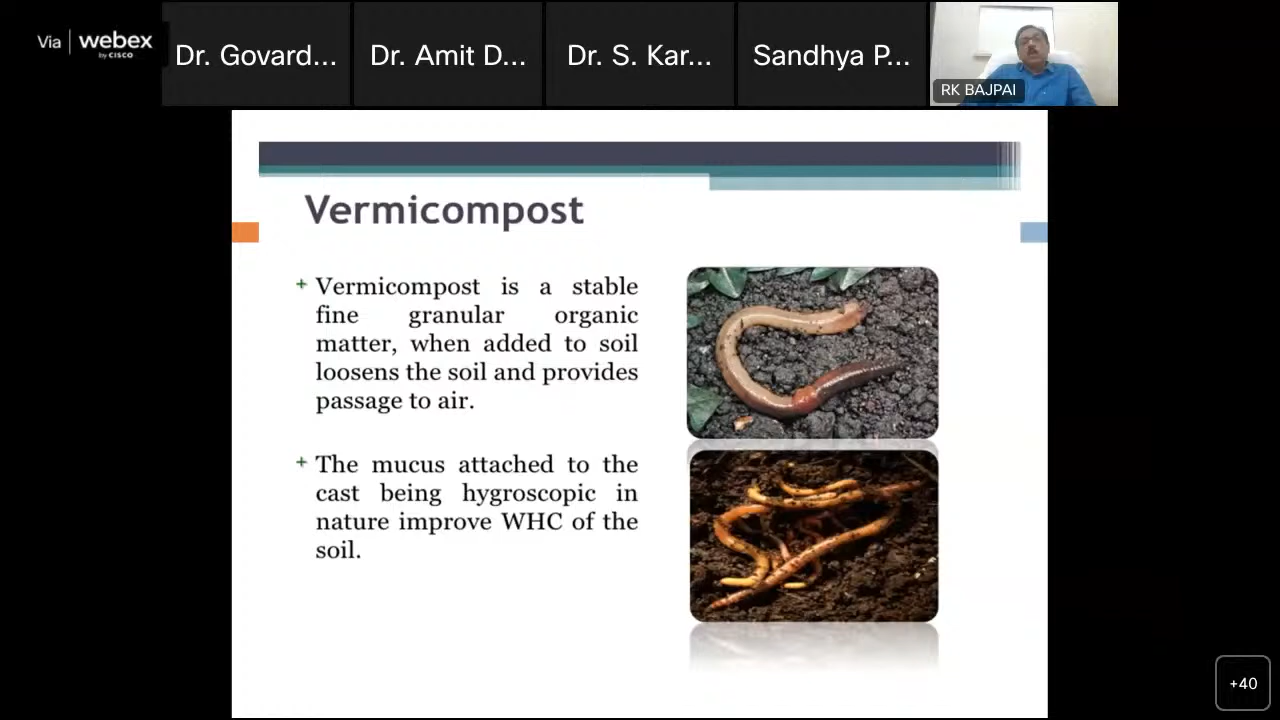 Via webex
by CISCO
Dr. Govard...
Dr. Amit D...
Dr. S. Kar...
Sandhya P...
RK BAJPAI
Vermicompost
+ Vermicompost is a stable
fine granular organic
matter, when added to soil
loosens the soil and provides
passage to air.
+ The mucus attached to the
cast being hygroscopic in
nature improve WHC of the
soil.
+40